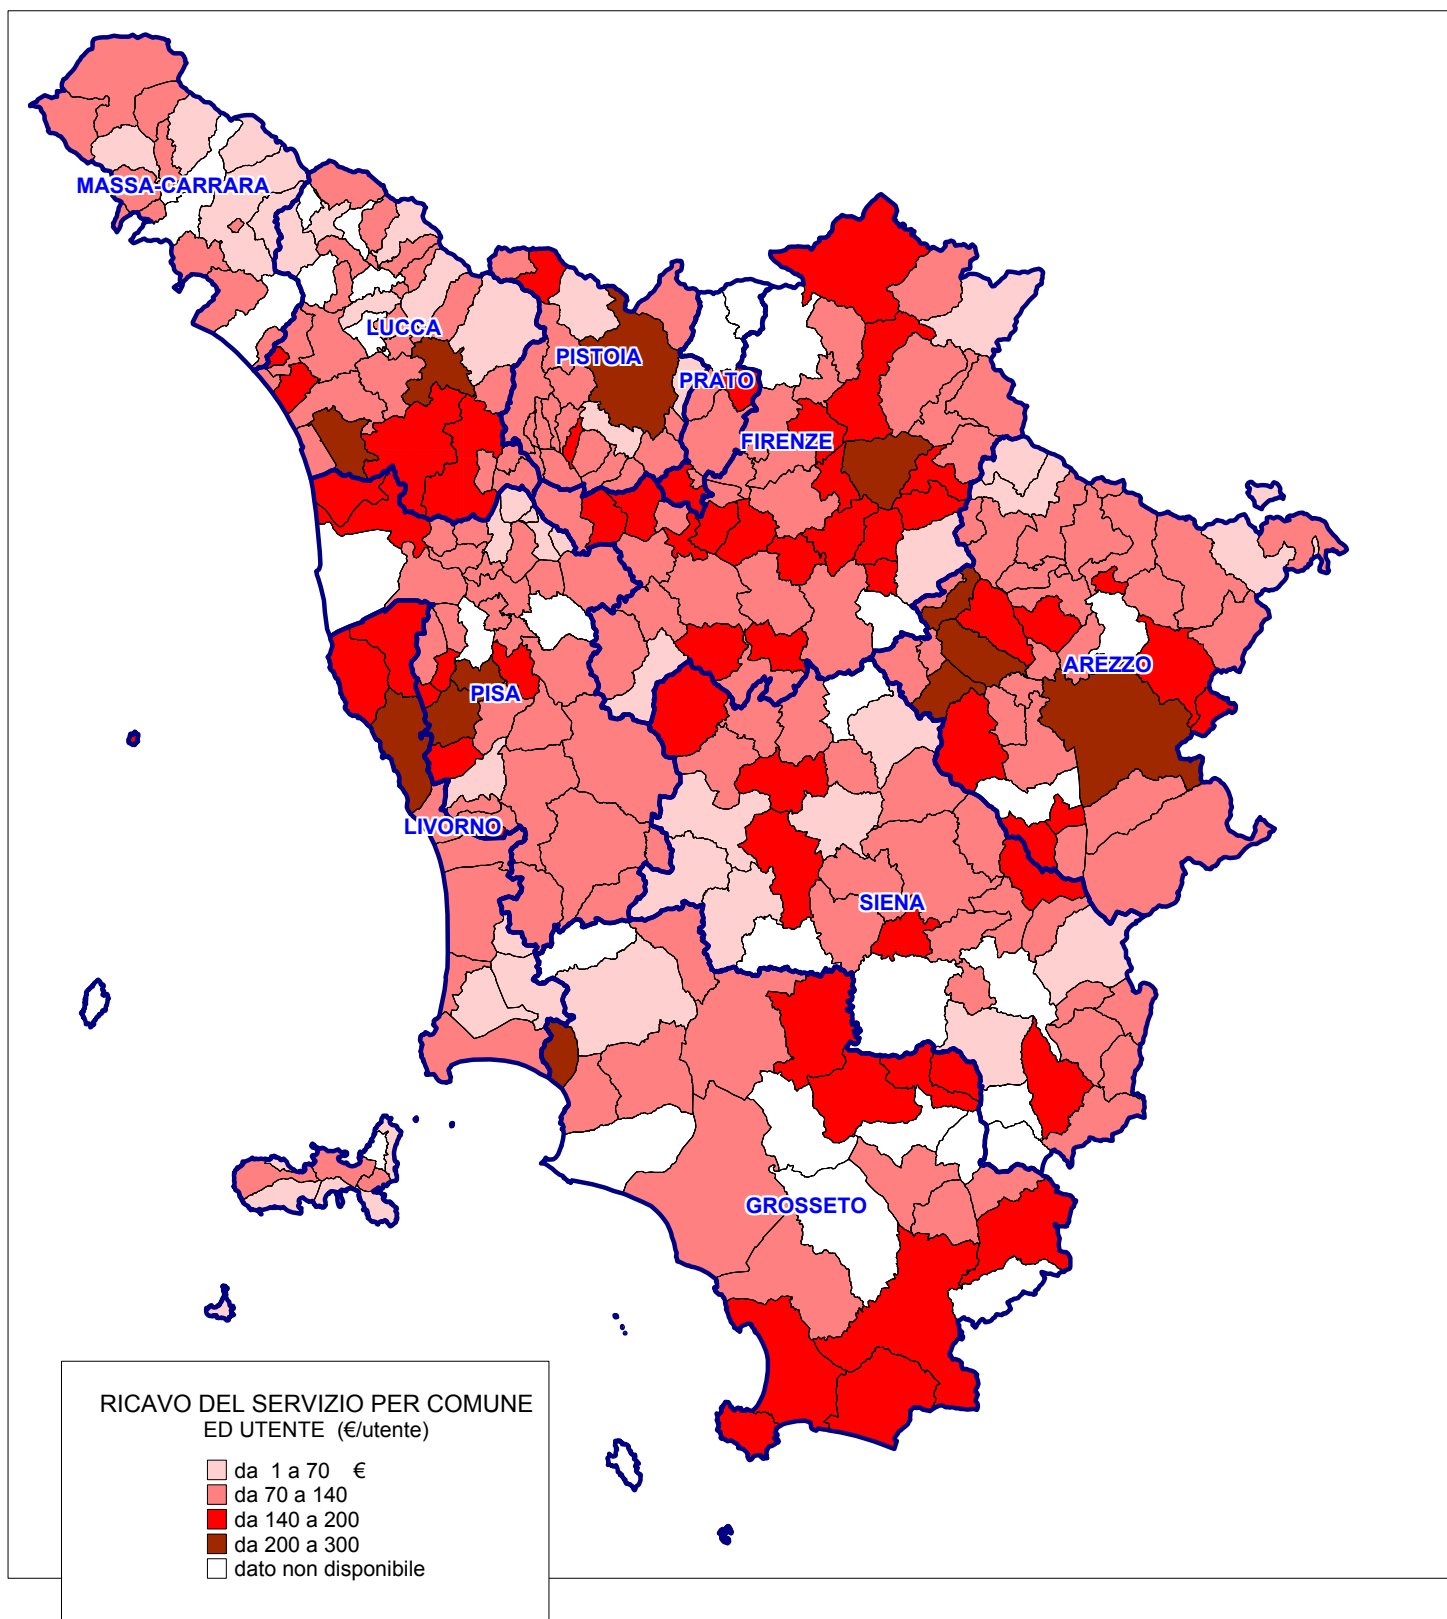 MASSA-CARRARA
LUCCA
PISTOIA
PRATO
FIRENZE
AREZZO
PISA
LIVORNO
SIENA
GROSSETO
RICAVO DEL SERVIZIO PER COMUNE
ED UTENTE (€/utente)
da 1 a 70 €
da 70 a 140
da 140 a 200
da 200 a 300
dato non disponibile